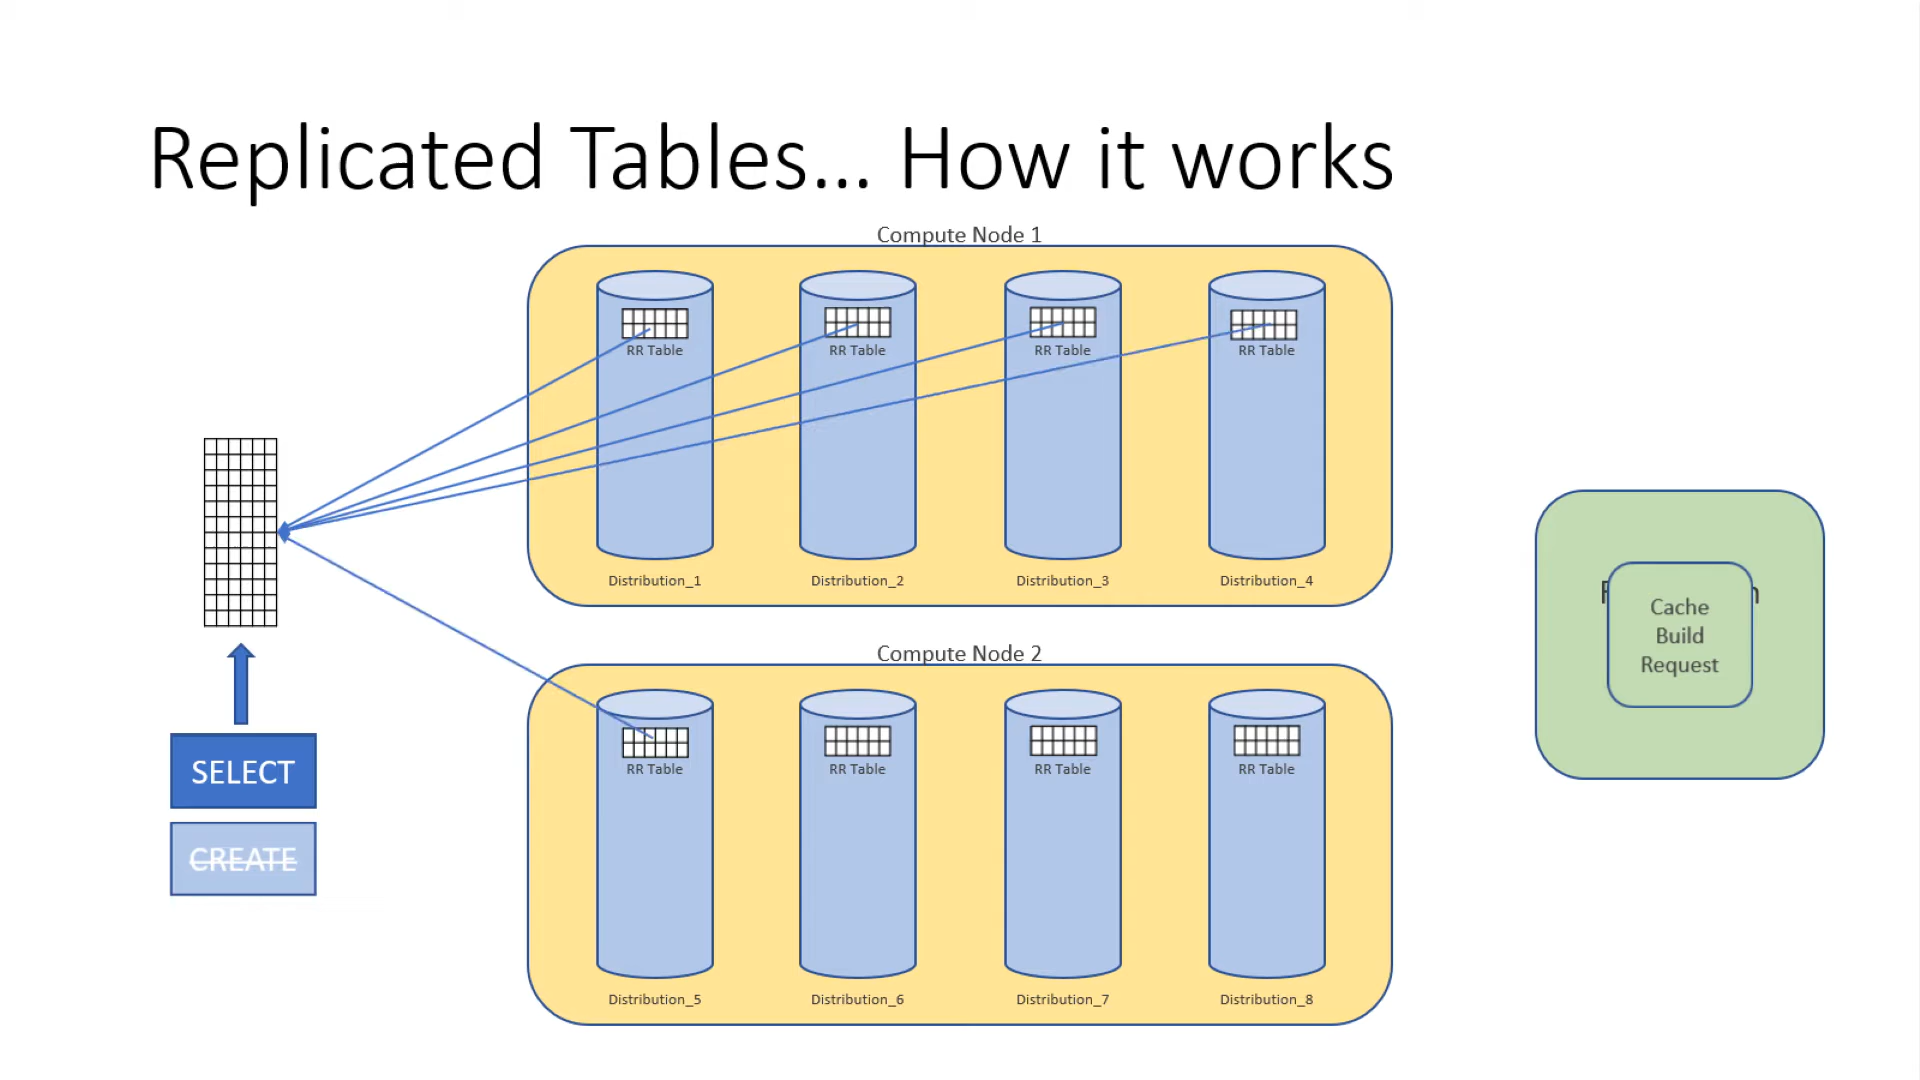 Replicated Tables... How it works
Compute Node 1
RR Table
RR Table
RR Table
RR Table
Distribution_1
Distribution_2
Distribution_3
Distribution_4
Compute Node 2
RR Table
RR Table
RR Table
RR Table
Distribution_5
Distribution_6
Distribution_7
Distribution_8
SELECT
CREATE
Cache
Build
Request